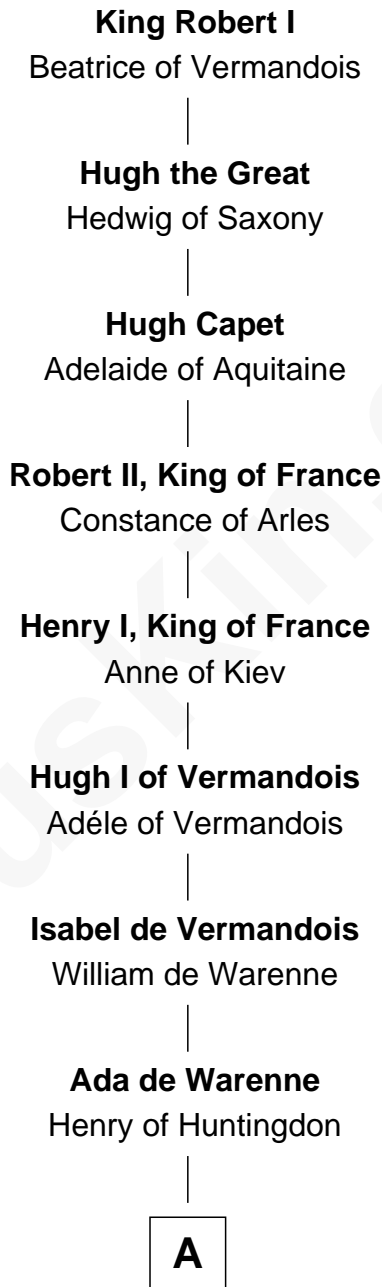 King Robert I
Beatrice of Vermandois
Hugh the Great
Hedwig of Saxony
Hugh Capet
Adelaide of Aquitaine
Robert II, King of France
Constance of Arles
Henry I, King of France
Anne of Kiev
Hugh I of Vermandois
Adéle of Vermandois
Isabel de Vermandois
William de Warenne
Ada de Warenne
Henry of Huntingdon
A